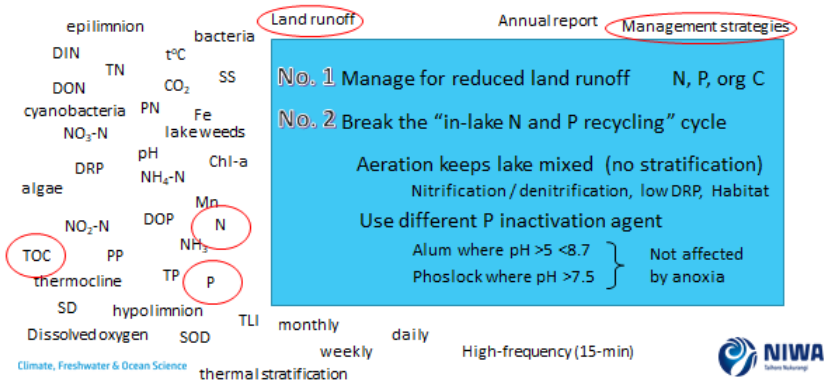 epilimnion
Land runoff
Annual report
Management strategies
bacteria
DIN
t°C
TN
SS
DON
CO₂
cyanobacteria
PN
Fe
NO₃-N
lake weeds
pH
Chl-a
DRP
NH₄-N
algae
Mn
DOP
N
NO₂-N
NH₃
TOC
PP
thermocline
TP
P
SD
hypolimnion
TLI
Dissolved oxygen
SOD
No. 1 Manage for reduced land runoff N, P, org C
No. 2 Break the “in-lake N and P recycling” cycle
Aeration keeps lake mixed (no stratification)
Nitrification / denitrification, low DRP, Habitat
Use different P inactivation agent
Alum where pH >5 <8.7
Phoslock where pH >7.5
Not affected
by anoxia
monthly
daily
weekly
High-frequency (15-min)
thermal stratification
Climate, Freshwater & Ocean Science
NIWA
Taihoro Nukurangi